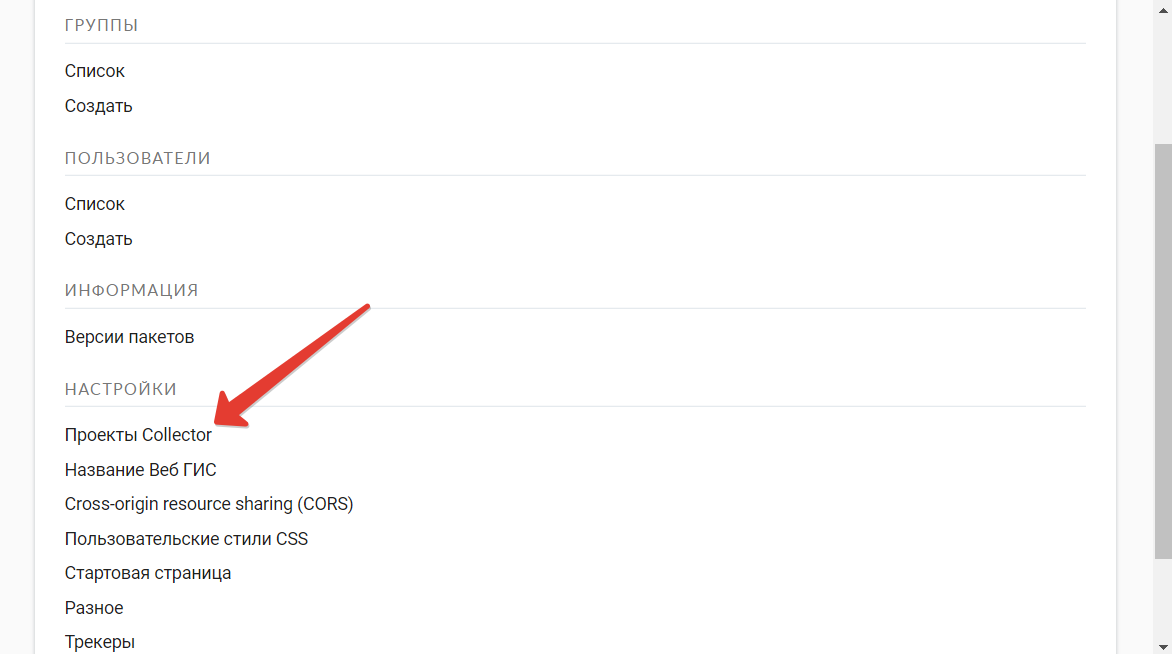 ГРУППЫ
Список
Создать
ПОЛЬЗОВАТЕЛИ
Список
Создать
ИНФОРМАЦИЯ
Версии пакетов
НАСТРОЙКИ
Проекты Collector
Название Веб ГИС
Cross-origin resource sharing (CORS)
Пользовательские стили CSS
Стартовая страница
Разное
Трекеры